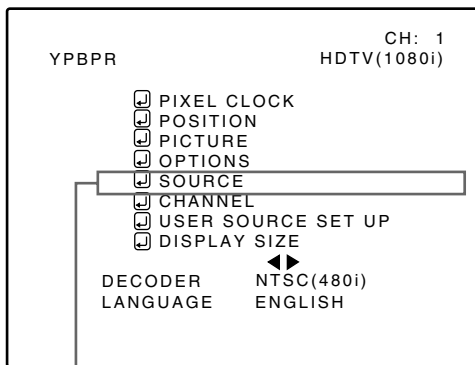 CH: 1
YPBPR HDTV(1080i)
PIXEL CLOCK
POSITION
PICTURE
OPTIONS
SOURCE
CHANNEL
USER SOURCE SET UP
DISPLAY SIZE
DECODER NTSC(480i)
LANGUAGE ENGLISH